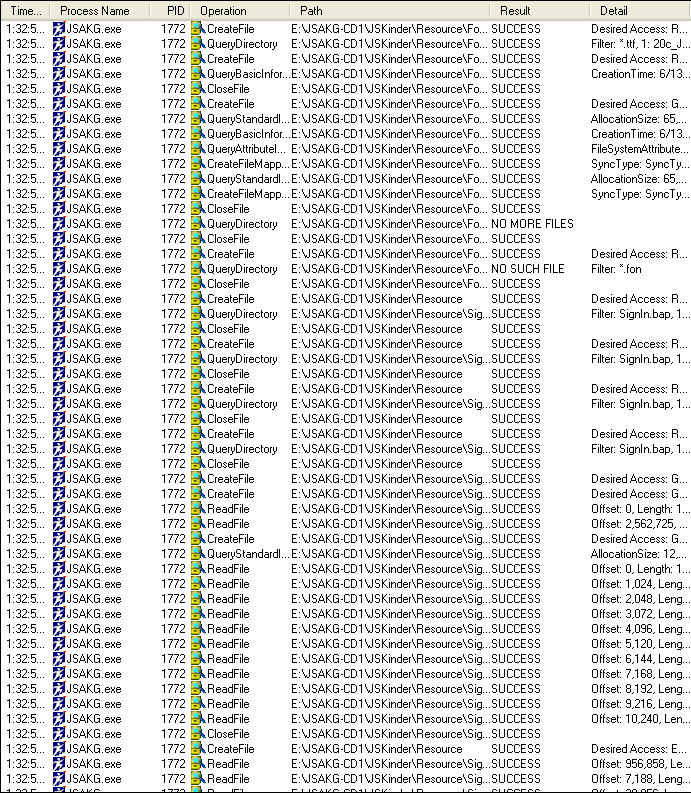 Time... Process Name PID Operation Path Result Detail
1:32:5... JSAKG.exe 1772 CreateFile E:\JSAKG-CD1\JSKinder\Resource\Fo... SUCCESS Desired Access: R...
1:32:5... JSAKG.exe 1772 QueryDirectory E:\JSAKG-CD1\JSKinder\Resource\Fo... SUCCESS Filter: *.ttf, 1: 20c_J...
1:32:5... JSAKG.exe 1772 CreateFile E:\JSAKG-CD1\JSKinder\Resource\Fo... SUCCESS Desired Access: R...
1:32:5... JSAKG.exe 1772 QueryBasicInfor... E:\JSAKG-CD1\JSKinder\Resource\Fo... SUCCESS CreationTime: 6/13...
1:32:5... JSAKG.exe 1772 CloseFile E:\JSAKG-CD1\JSKinder\Resource\Fo... SUCCESS
1:32:5... JSAKG.exe 1772 CreateFile E:\JSAKG-CD1\JSKinder\Resource\Fo... SUCCESS Desired Access: G...
1:32:5... JSAKG.exe 1772 QueryStandardI... E:\JSAKG-CD1\JSKinder\Resource\Fo... SUCCESS AllocationSize: 65,...
1:32:5... JSAKG.exe 1772 QueryBasicInfor... E:\JSAKG-CD1\JSKinder\Resource\Fo... SUCCESS CreationTime: 6/13...
1:32:5... JSAKG.exe 1772 QueryAttributeI... E:\JSAKG-CD1\JSKinder\Resource\Fo... SUCCESS FileSystemAttribute...
1:32:5... JSAKG.exe 1772 CreateFileMapp... E:\JSAKG-CD1\JSKinder\Resource\Fo... SUCCESS SyncType: SyncTy...
1:32:5... JSAKG.exe 1772 QueryStandardI... E:\JSAKG-CD1\JSKinder\Resource\Fo... SUCCESS AllocationSize: 65,...
1:32:5... JSAKG.exe 1772 CreateFileMapp... E:\JSAKG-CD1\JSKinder\Resource\Fo... SUCCESS SyncType: SyncTy...
1:32:5... JSAKG.exe 1772 CloseFile E:\JSAKG-CD1\JSKinder\Resource\Fo... SUCCESS
1:32:5... JSAKG.exe 1772 QueryDirectory E:\JSAKG-CD1\JSKinder\Resource\Fo... NO MORE FILES
1:32:5... JSAKG.exe 1772 CloseFile E:\JSAKG-CD1\JSKinder\Resource\Fo... SUCCESS
1:32:5... JSAKG.exe 1772 CreateFile E:\JSAKG-CD1\JSKinder\Resource\Fo... SUCCESS Desired Access: R...
1:32:5... JSAKG.exe 1772 QueryDirectory E:\JSAKG-CD1\JSKinder\Resource\Fo... NO SUCH FILE Filter: *.fon
1:32:5... JSAKG.exe 1772 CloseFile E:\JSAKG-CD1\JSKinder\Resource\Fo... SUCCESS
1:32:5... JSAKG.exe 1772 CreateFile E:\JSAKG-CD1\JSKinder\Resource SUCCESS Desired Access: R...
1:32:5... JSAKG.exe 1772 QueryDirectory E:\JSAKG-CD1\JSKinder\Resource\Sig... SUCCESS Filter: SignIn.bap, 1...
1:32:5... JSAKG.exe 1772 CloseFile E:\JSAKG-CD1\JSKinder\Resource SUCCESS
1:32:5... JSAKG.exe 1772 CreateFile E:\JSAKG-CD1\JSKinder\Resource SUCCESS Desired Access: R...
1:32:5... JSAKG.exe 1772 QueryDirectory E:\JSAKG-CD1\JSKinder\Resource\Sig... SUCCESS Filter: SignIn.bap, 1...
1:32:5... JSAKG.exe 1772 CloseFile E:\JSAKG-CD1\JSKinder\Resource SUCCESS
1:32:5... JSAKG.exe 1772 CreateFile E:\JSAKG-CD1\JSKinder\Resource SUCCESS Desired Access: R...
1:32:5... JSAKG.exe 1772 QueryDirectory E:\JSAKG-CD1\JSKinder\Resource\Sig... SUCCESS Filter: SignIn.bap, 1...
1:32:5... JSAKG.exe 1772 CloseFile E:\JSAKG-CD1\JSKinder\Resource SUCCESS
1:32:5... JSAKG.exe 1772 CreateFile E:\JSAKG-CD1\JSKinder\Resource SUCCESS Desired Access: R...
1:32:5... JSAKG.exe 1772 QueryDirectory E:\JSAKG-CD1\JSKinder\Resource\Sig... SUCCESS Filter: SignIn.bap, 1...
1:32:5... JSAKG.exe 1772 CloseFile E:\JSAKG-CD1\JSKinder\Resource SUCCESS
1:32:5... JSAKG.exe 1772 CreateFile E:\JSAKG-CD1\JSKinder\Resource\Sig... SUCCESS Desired Access: G...
1:32:5... JSAKG.exe 1772 CreateFile E:\JSAKG-CD1\JSKinder\Resource\Sig... SUCCESS Desired Access: G...
1:32:5... JSAKG.exe 1772 ReadFile E:\JSAKG-CD1\JSKinder\Resource\Sig... SUCCESS Offset: 0, Length: 1...
1:32:5... JSAKG.exe 1772 ReadFile E:\JSAKG-CD1\JSKinder\Resource\Sig... SUCCESS Offset: 2,562,725, ...
1:32:5... JSAKG.exe 1772 CreateFile E:\JSAKG-CD1\JSKinder\Resource\Sig... SUCCESS Desired Access: G...
1:32:5... JSAKG.exe 1772 QueryStandardI... E:\JSAKG-CD1\JSKinder\Resource\Sig... SUCCESS AllocationSize: 12,...
1:32:5... JSAKG.exe 1772 ReadFile E:\JSAKG-CD1\JSKinder\Resource\Sig... SUCCESS Offset: 0, Length: 1...
1:32:5... JSAKG.exe 1772 ReadFile E:\JSAKG-CD1\JSKinder\Resource\Sig... SUCCESS Offset: 1,024, Leng...
1:32:5... JSAKG.exe 1772 ReadFile E:\JSAKG-CD1\JSKinder\Resource\Sig... SUCCESS Offset: 2,048, Leng...
1:32:5... JSAKG.exe 1772 ReadFile E:\JSAKG-CD1\JSKinder\Resource\Sig... SUCCESS Offset: 3,072, Leng...
1:32:5... JSAKG.exe 1772 ReadFile E:\JSAKG-CD1\JSKinder\Resource\Sig... SUCCESS Offset: 4,096, Leng...
1:32:5... JSAKG.exe 1772 ReadFile E:\JSAKG-CD1\JSKinder\Resource\Sig... SUCCESS Offset: 5,120, Leng...
1:32:5... JSAKG.exe 1772 ReadFile E:\JSAKG-CD1\JSKinder\Resource\Sig... SUCCESS Offset: 6,144, Leng...
1:32:5... JSAKG.exe 1772 ReadFile E:\JSAKG-CD1\JSKinder\Resource\Sig... SUCCESS Offset: 7,168, Leng...
1:32:5... JSAKG.exe 1772 ReadFile E:\JSAKG-CD1\JSKinder\Resource\Sig... SUCCESS Offset: 8,192, Leng...
1:32:5... JSAKG.exe 1772 ReadFile E:\JSAKG-CD1\JSKinder\Resource\Sig... SUCCESS Offset: 9,216, Leng...
1:32:5... JSAKG.exe 1772 ReadFile E:\JSAKG-CD1\JSKinder\Resource\Sig... SUCCESS Offset: 10,240, Len...
1:32:5... JSAKG.exe 1772 CloseFile E:\JSAKG-CD1\JSKinder\Resource\Sig... SUCCESS
1:32:5... JSAKG.exe 1772 CreateFile E:\JSAKG-CD1\JSKinder\Resource\Sig... SUCCESS Desired Access: E...
1:32:5... JSAKG.exe 1772 ReadFile E:\JSAKG-CD1\JSKinder\Resource\Sig... SUCCESS Offset: 956,858, Le...
1:32:5... JSAKG.exe 1772 ReadFile E:\JSAKG-CD1\JSKinder\Resource\Sig... SUCCESS Offset: 7,188, Leng...